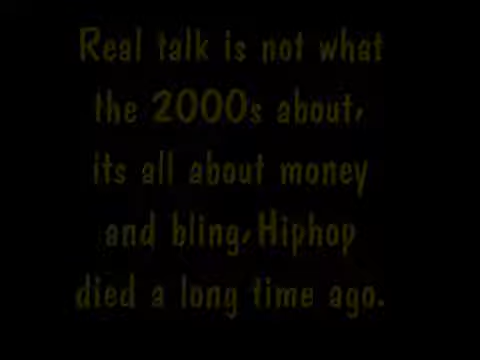 Real talk is not what
the 2000s about,
its all about money
and bling,Hiphop
died a long time ago.